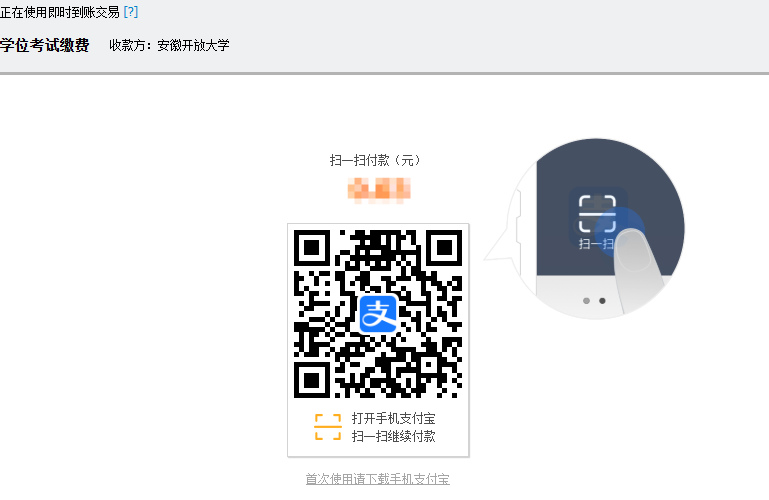 正在使用即时到账交易 [?]
学位考试缴费 收款方：安徽开放大学
扫一扫付款（元）
扫一扫
支
打开手机支付宝
扫一扫继续付款
首次使用请下载手机支付宝